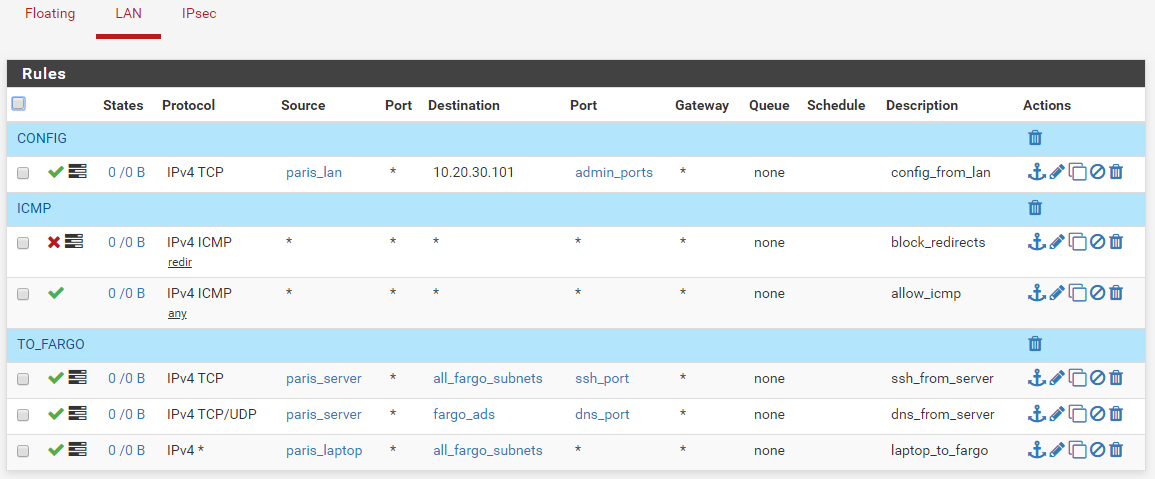 Floating LAN IPsec
Rules
States Protocol Source Port Destination Port Gateway Queue Schedule Description Actions
CONFIG
0 /0 B IPv4 TCP paris_lan * 10.20.30.101 admin_ports * none config_from_lan
ICMP
0 /0 B IPv4 ICMP * * * * * none block_redirects
redir
0 /0 B IPv4 ICMP * * * * * none allow_icmp
any
TO_FARGO
0 /0 B IPv4 TCP paris_server * all_fargo_subnets ssh_port * none ssh_from_server
0 /0 B IPv4 TCP/UDP paris_server * fargo_ads dns_port * none dns_from_server
0 /0 B IPv4 * paris_laptop * all_fargo_subnets * * none laptop_to_fargo